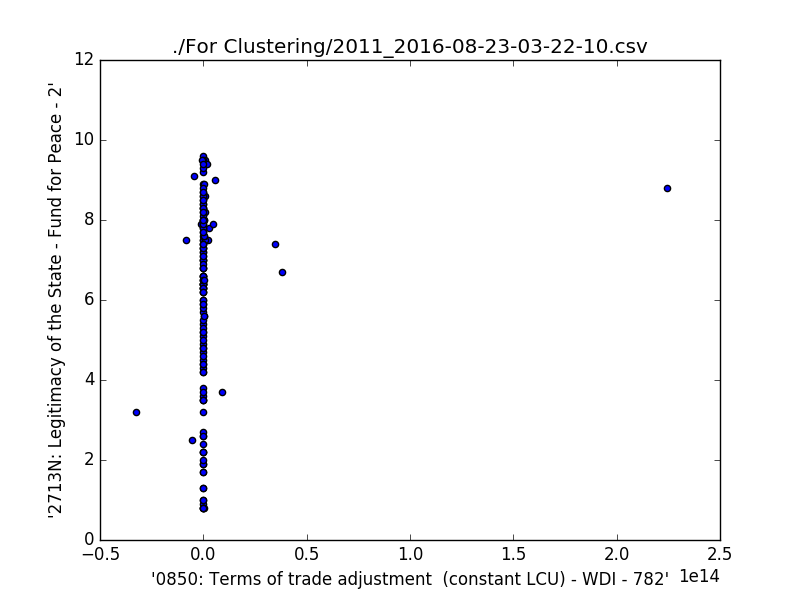 ./For Clustering/2011_2016-08-23-03-22-10.csv
'2713N: Legitimacy of the State - Fund for Peace - 2'
12
10
8
6
4
2
0
−0.5 0.0 0.5 1.0 1.5 2.0 2.5
1e14
'0850: Terms of trade adjustment  (constant LCU) - WDI - 782'